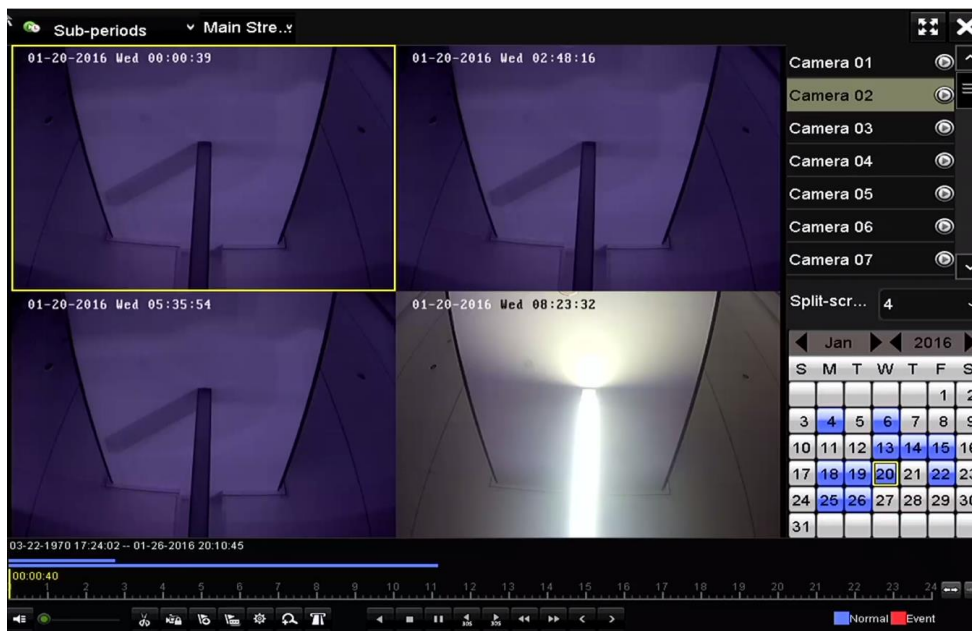 Sub-periods Main Stre...
01-20-2016 Wed 00:00:39
01-20-2016 Wed 02:48:16
01-20-2016 Wed 05:35:54
01-20-2016 Wed 08:23:32
Camera 01
Camera 02
Camera 03
Camera 04
Camera 05
Camera 06
Camera 07
Split-scr... 4
Jan 2016
S M T W T F S
1 2
3 4 5 6 7 8 9
10 11 12 13 14 15 16
17 18 19 20 21 22 23
24 25 26 27 28 29 30
31
03-22-1970 17:24:02 -- 01-26-2016 20:10:45
00:00:40
1 2 3 4 5 6 7 8 9 10 11 12 13 14 15 16 17 18 19 20 21 22 23 24
30S 30S
Normal Event